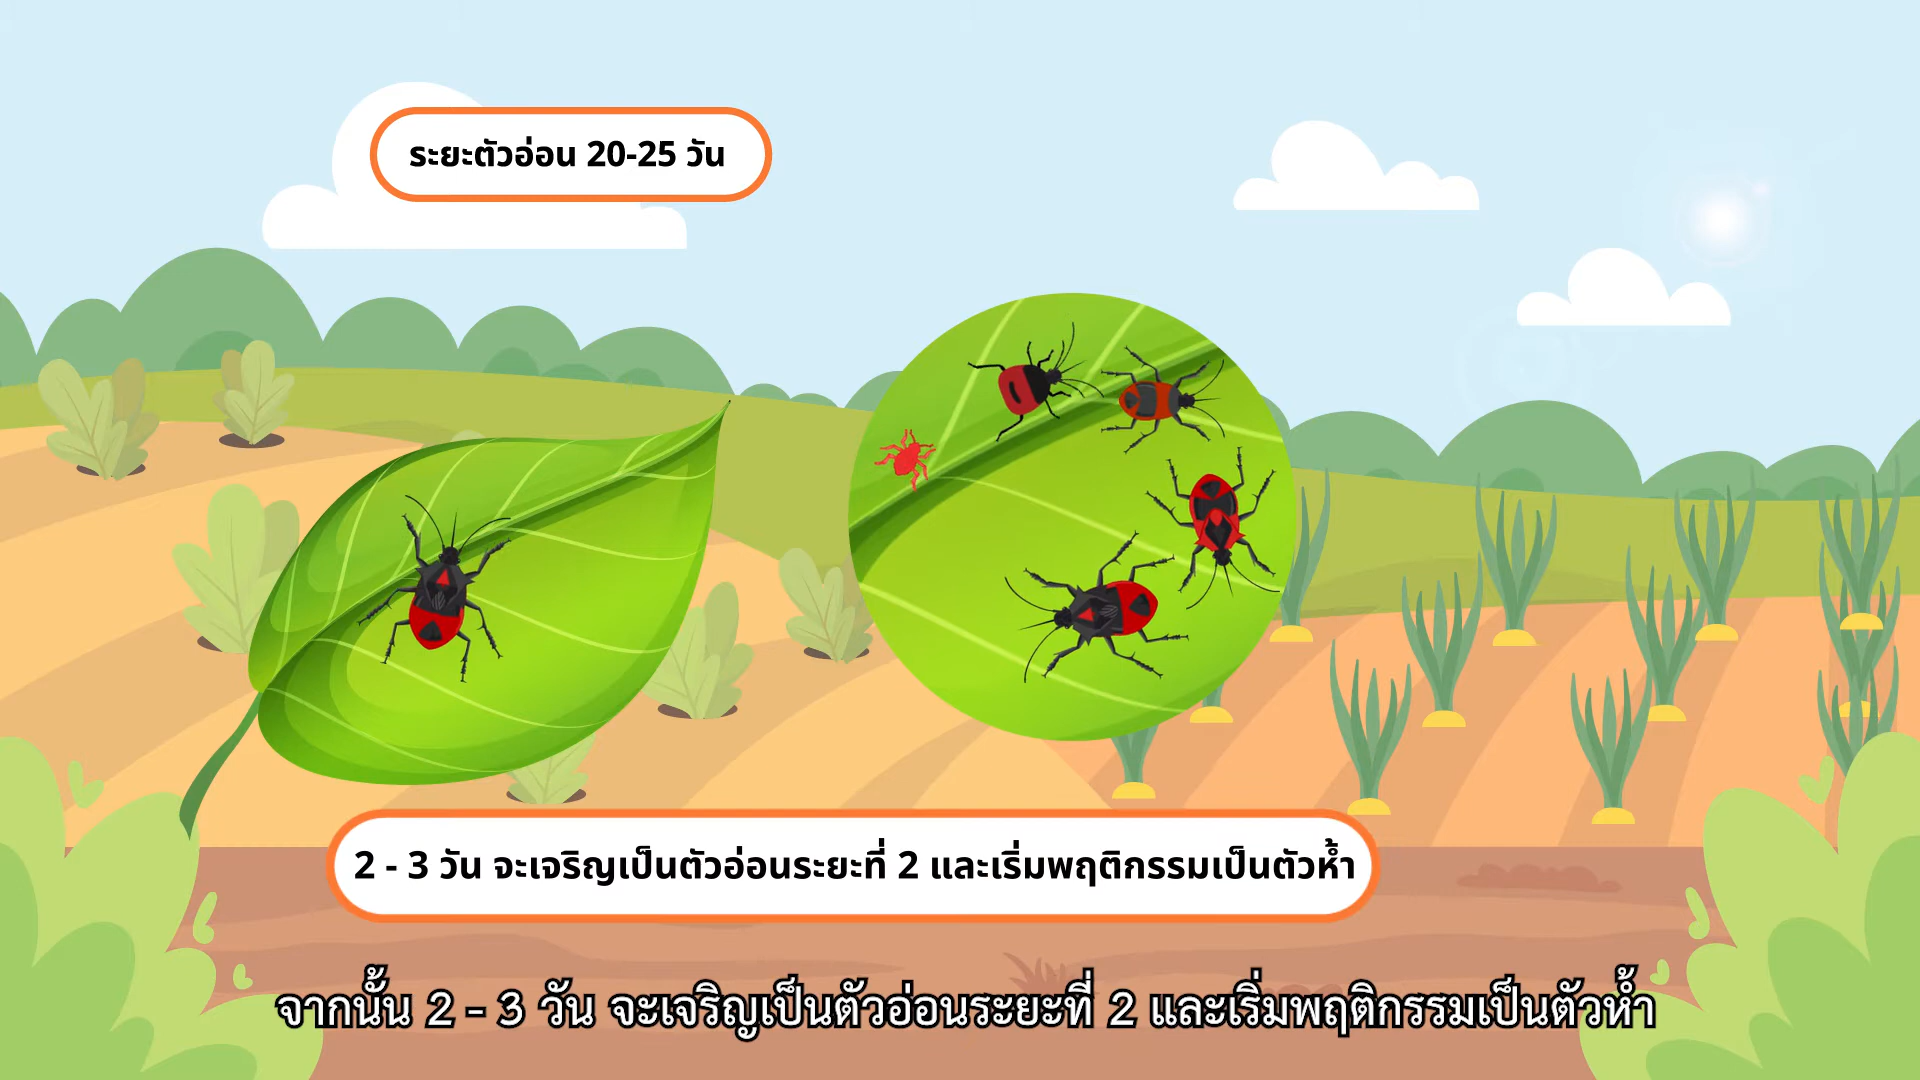 ระยะตัวอ่อน 20-25 วัน
2 - 3 วัน จะเจริญเป็นตัวอ่อนระยะที่ 2 และเริ่มพฤติกรรมเป็นตัวห้ำ
จากนั้น 2 - 3 วัน จะเจริญเป็นตัวอ่อนระยะที่ 2 และเริ่มพฤติกรรมเป็นตัวห้ำ